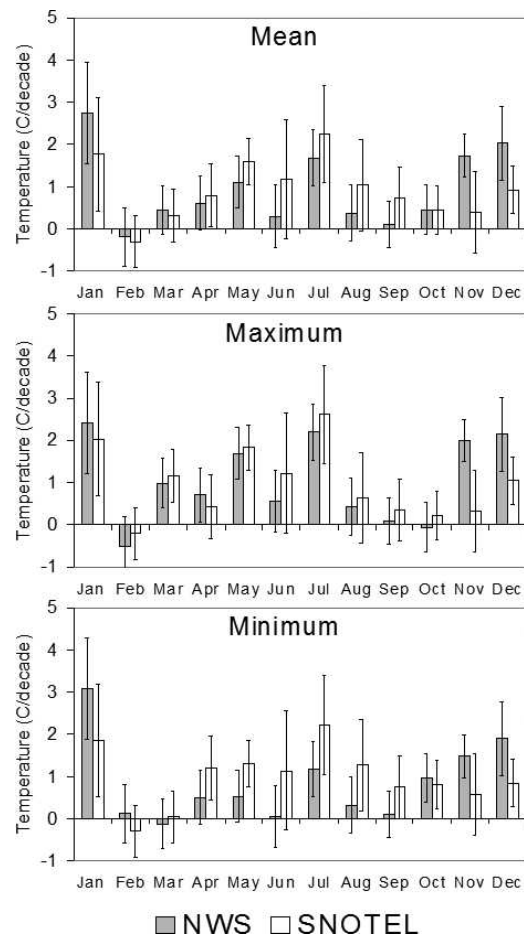 Mean
Temperature (C/decade)
5
4
3
2
1
0
-1
Jan Feb Mar Apr May Jun Jul Aug Sep Oct Nov Dec
Maximum
Temperature (C/decade)
5
4
3
2
1
0
-1
Jan Feb Mar Apr May Jun Jul Aug Sep Oct Nov Dec
Minimum
Temperature (C/decade)
5
4
3
2
1
0
-1
Jan Feb Mar Apr May Jun Jul Aug Sep Oct Nov Dec
NWS SNOTEL